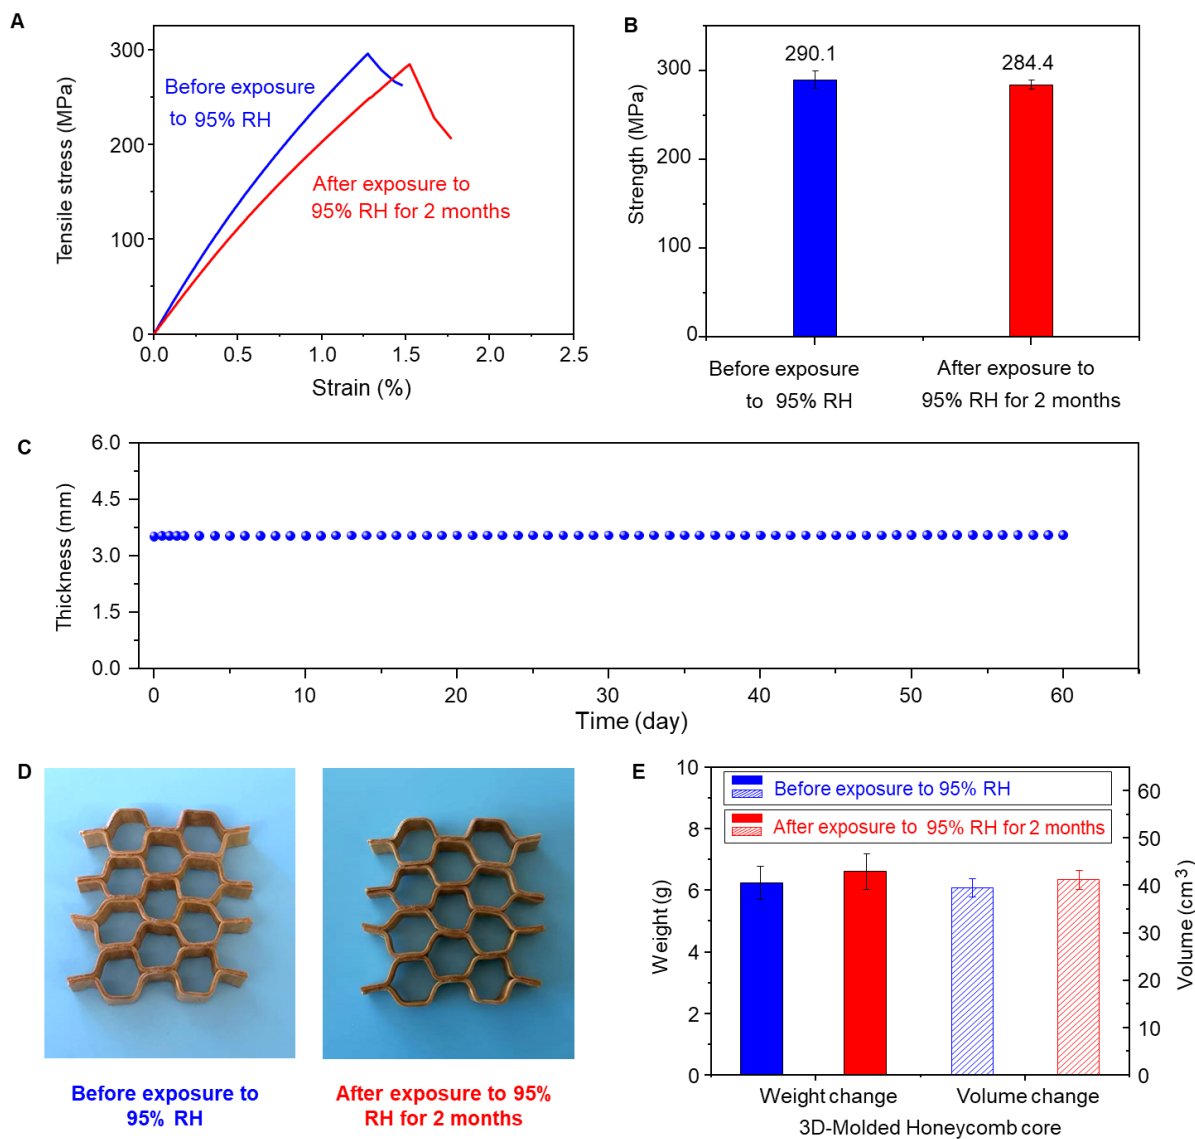 A
300
200
100
0
Tensile stress (MPa)
Before exposure
to 95% RH
After exposure to
95% RH for 2 months
0.0 0.5 1.0 1.5 2.0 2.5
Strain (%)
B
300
200
100
0
Strength (MPa)
290.1
284.4
Before exposure
to 95% RH
After exposure to
95% RH for 2 months
C
6.0
4.5
3.0
1.5
0.0
Thickness (mm)
0 10 20 30 40 50 60
Time (day)
D
Before exposure to
95% RH
After exposure to 95%
RH for 2 months
E
10
8
6
4
2
0
Weight (g)
Before exposure to 95% RH
After exposure to 95% RH for 2 months
60
50
40
30
20
10
0
Volume (cm³)
Weight change
Volume change
3D-Molded Honeycomb core